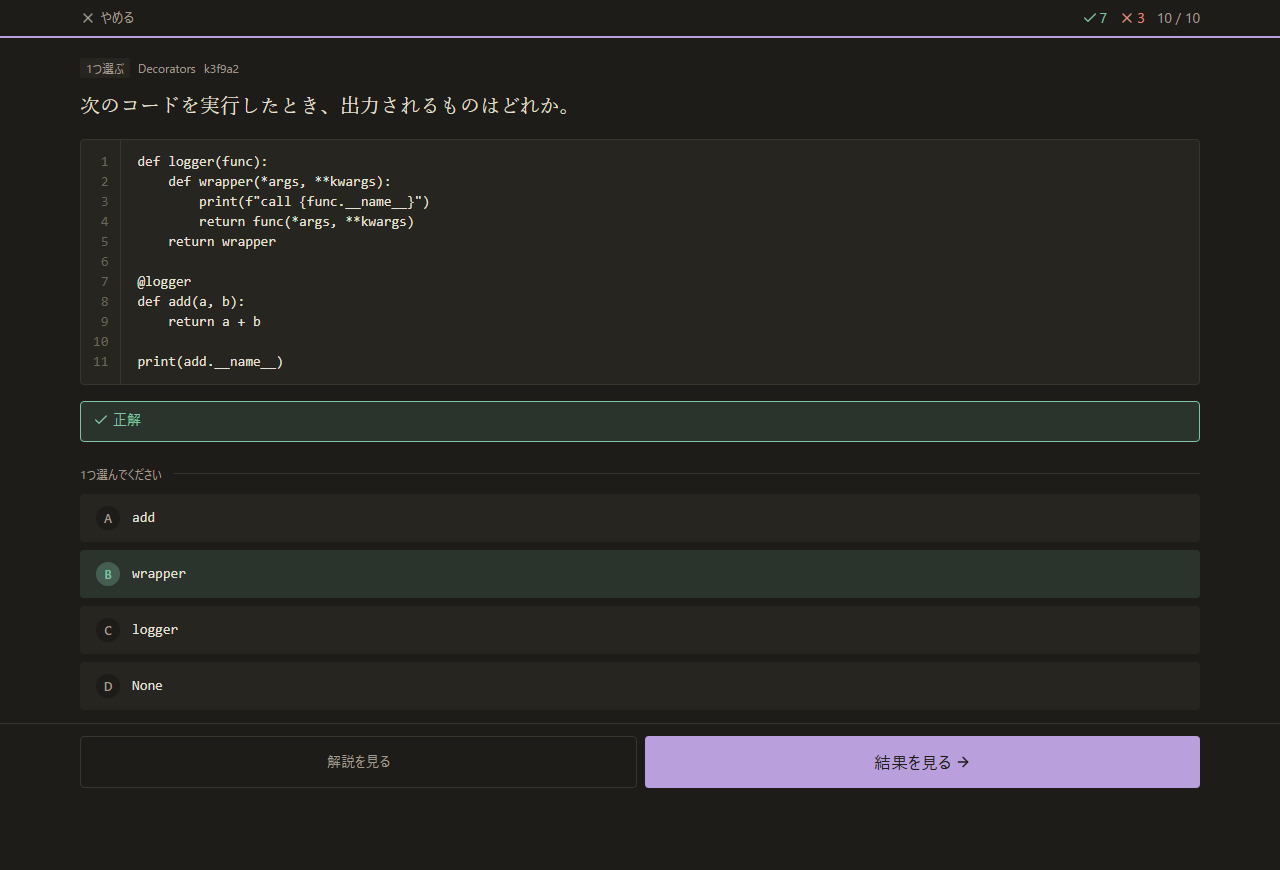 やめる
7 3 10 / 10
1つ選ぶ Decorators k3f9a2
次のコードを実行したとき、出力されるものはどれか。
1 def logger(func):
2     def wrapper(*args, **kwargs):
3         print(f"call {func.__name__}")
4         return func(*args, **kwargs)
5     return wrapper
6
7 @logger
8 def add(a, b):
9     return a + b
10
11 print(add.__name__)
✓ 正解
1つ選んでください
A add
B wrapper
C logger
D None
解説を見る
結果を見る →